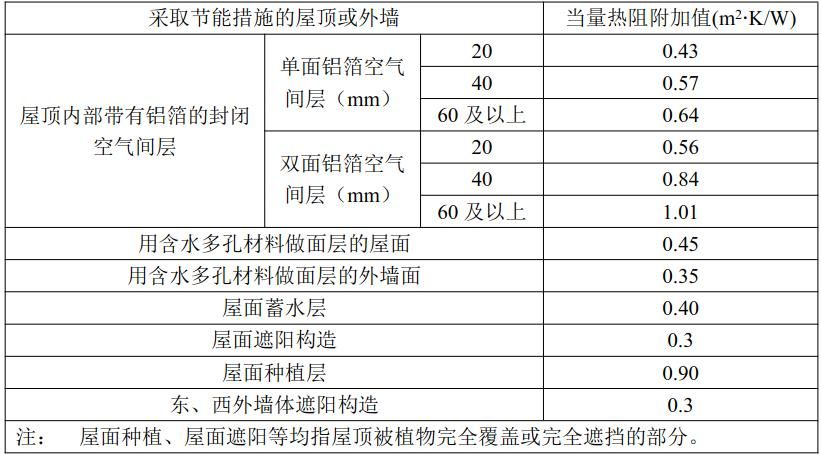 采取节能措施的屋顶或外墙 当量热阻附加值(m²·K/W)
屋顶内部带有铝箔的封闭
空气间层
单面铝箔空气
间层（mm）
20 0.43
40 0.57
60 及以上 0.64
双面铝箔空气
间层（mm）
20 0.56
40 0.84
60 及以上 1.01
用含水多孔材料做面层的屋面 0.45
用含水多孔材料做面层的外墙面 0.35
屋面蓄水层 0.40
屋面遮阳构造 0.3
屋面种植层 0.90
东、西外墙体遮阳构造 0.3
注： 屋面种植、屋面遮阳等均指屋顶被植物完全覆盖或完全遮挡的部分。